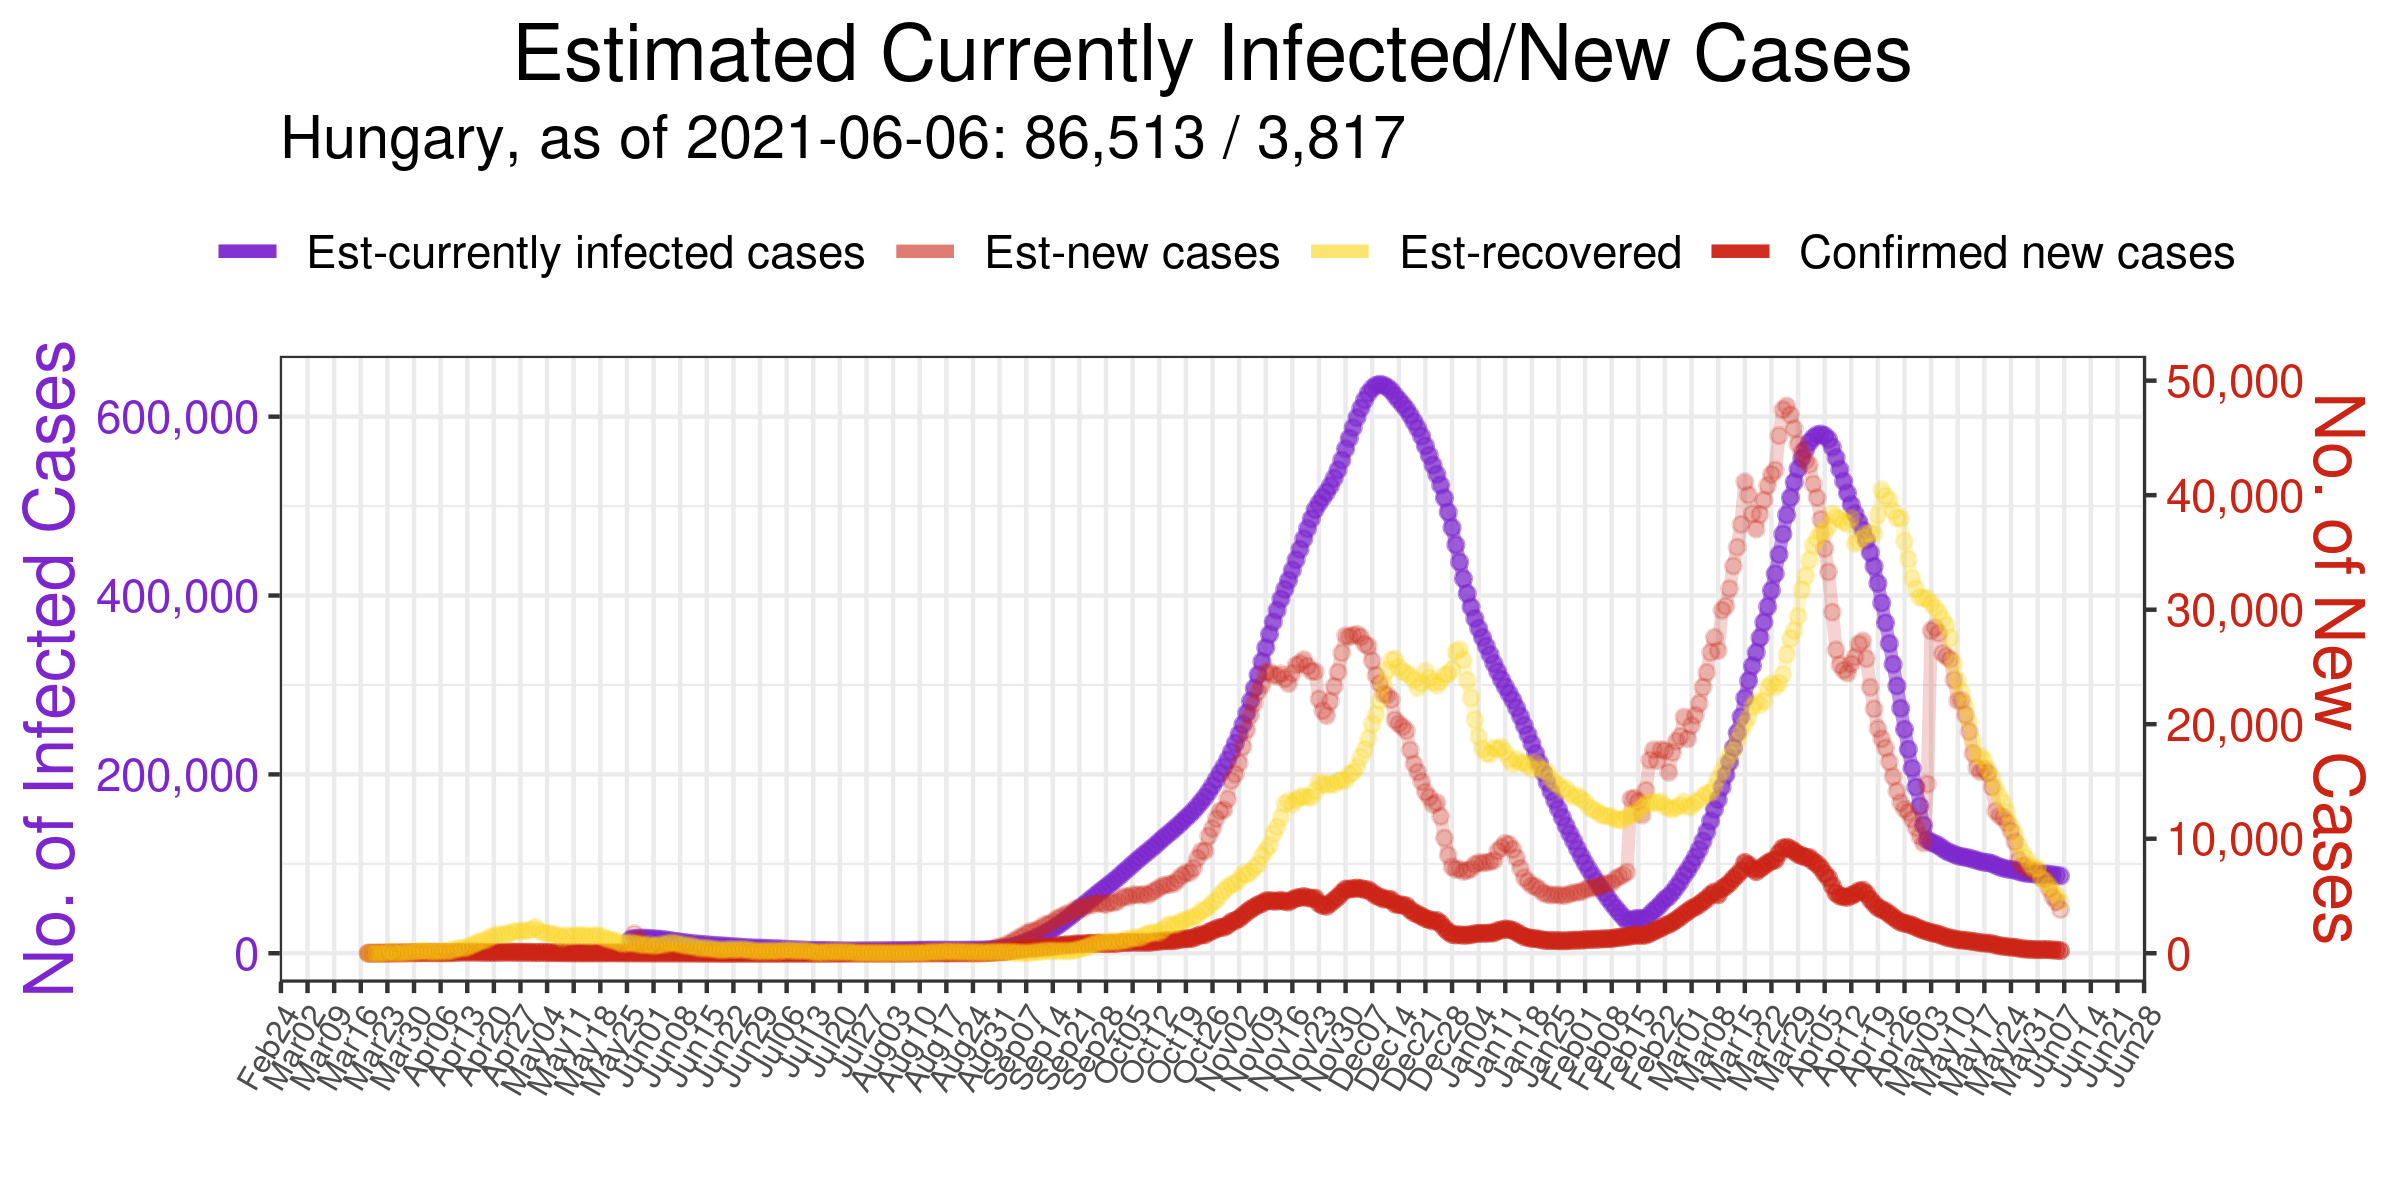 Estimated Currently Infected/New Cases
Hungary, as of 2021-06-06: 86,513 / 3,817
Est-currently infected cases Est-new cases Est-recovered Confirmed new cases
No. of Infected Cases
600,000
400,000
200,000
0
50,000
40,000
30,000
20,000
10,000
0
No. of New Cases
Feb24
Mar02
Mar09
Mar16
Mar23
Mar30
Apr06
Apr13
Apr20
Apr27
May04
May11
May18
May25
Jun01
Jun08
Jun15
Jun22
Jun29
Jul06
Jul13
Jul20
Jul27
Aug03
Aug10
Aug17
Aug24
Aug31
Sep07
Sep14
Sep21
Sep28
Oct05
Oct12
Oct19
Oct26
Nov02
Nov09
Nov16
Nov23
Nov30
Dec07
Dec14
Dec21
Dec28
Jan04
Jan11
Jan18
Jan25
Feb01
Feb08
Feb15
Feb22
Mar01
Mar08
Mar15
Mar22
Mar29
Apr05
Apr12
Apr19
Apr26
May03
May10
May17
May24
May31
Jun07
Jun14
Jun21
Jun28